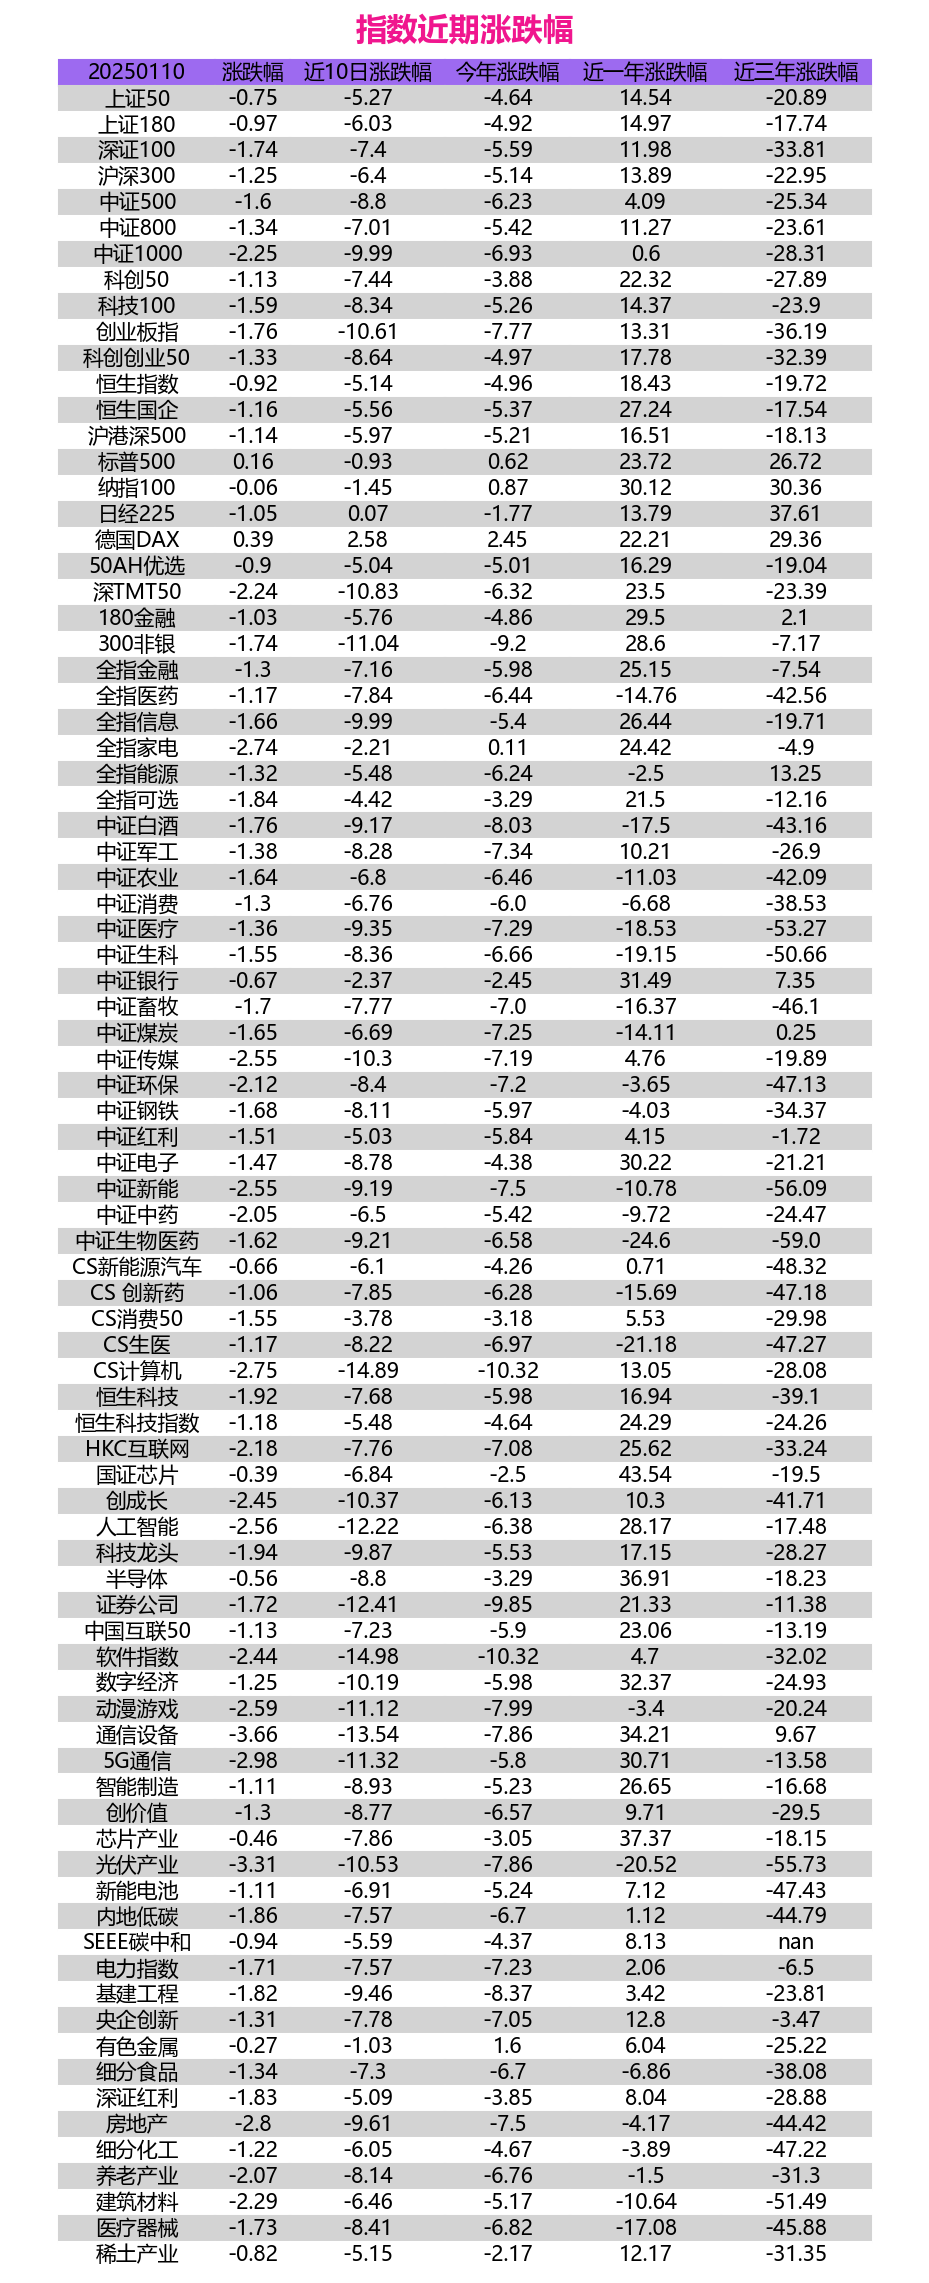 指数近期涨跌幅
20250110 涨跌幅 近10日涨跌幅 今年涨跌幅 近一年涨跌幅 近三年涨跌幅
上证50 -0.75 -5.27 -4.64 14.54 -20.89
上证180 -0.97 -6.03 -4.92 14.97 -17.74
深证100 -1.74 -7.4 -5.59 11.98 -33.81
沪深300 -1.25 -6.4 -5.14 13.89 -22.95
中证500 -1.6 -8.8 -6.23 4.09 -25.34
中证800 -1.34 -7.01 -5.42 11.27 -23.61
中证1000 -2.25 -9.99 -6.93 0.6 -28.31
科创50 -1.13 -7.44 -3.88 22.32 -27.89
科技100 -1.59 -8.34 -5.26 14.37 -23.9
创业板指 -1.76 -10.61 -7.77 13.31 -36.19
科创创业50 -1.33 -8.64 -4.97 17.78 -32.39
恒生指数 -0.92 -5.14 -4.96 18.43 -19.72
恒生国企 -1.16 -5.56 -5.37 27.24 -17.54
沪港深500 -1.14 -5.97 -5.21 16.51 -18.13
标普500 0.16 -0.93 0.62 23.72 26.72
纳指100 -0.06 -1.45 0.87 30.12 30.36
日经225 -1.05 0.07 -1.77 13.79 37.61
德国DAX 0.39 2.58 2.45 22.21 29.36
50AH优选 -0.9 -5.04 -5.01 16.29 -19.04
深TMT50 -2.24 -10.83 -6.32 23.5 -23.39
180金融 -1.03 -5.76 -4.86 29.5 2.1
300非银 -1.74 -11.04 -9.2 28.6 -7.17
全指金融 -1.3 -7.16 -5.98 25.15 -7.54
全指医药 -1.17 -7.84 -6.44 -14.76 -42.56
全指信息 -1.66 -9.99 -5.4 26.44 -19.71
全指家电 -2.74 -2.21 0.11 24.42 -4.9
全指能源 -1.32 -5.48 -6.24 -2.5 13.25
全指可选 -1.84 -4.42 -3.29 21.5 -12.16
中证白酒 -1.76 -9.17 -8.03 -17.5 -43.16
中证军工 -1.38 -8.28 -7.34 10.21 -26.9
中证农业 -1.64 -6.8 -6.46 -11.03 -42.09
中证消费 -1.3 -6.76 -6.0 -6.68 -38.53
中证医疗 -1.36 -9.35 -7.29 -18.53 -53.27
中证生科 -1.55 -8.36 -6.66 -19.15 -50.66
中证银行 -0.67 -2.37 -2.45 31.49 7.35
中证畜牧 -1.7 -7.77 -7.0 -16.37 -46.1
中证煤炭 -1.65 -6.69 -7.25 -14.11 0.25
中证传媒 -2.55 -10.3 -7.19 4.76 -19.89
中证环保 -2.12 -8.4 -7.2 -3.65 -47.13
中证钢铁 -1.68 -8.11 -5.97 -4.03 -34.37
中证红利 -1.51 -5.03 -5.84 4.15 -1.72
中证电子 -1.47 -8.78 -4.38 30.22 -21.21
中证新能 -2.55 -9.19 -7.5 -10.78 -56.09
中证中药 -2.05 -6.5 -5.42 -9.72 -24.47
中证生物医药 -1.62 -9.21 -6.58 -24.6 -59.0
CS新能源汽车 -0.66 -6.1 -4.26 0.71 -48.32
CS 创新药 -1.06 -7.85 -6.28 -15.69 -47.18
CS消费50 -1.55 -3.78 -3.18 5.53 -29.98
CS生医 -1.17 -8.22 -6.97 -21.18 -47.27
CS计算机 -2.75 -14.89 -10.32 13.05 -28.08
恒生科技 -1.92 -7.68 -5.98 16.94 -39.1
恒生科技指数 -1.18 -5.48 -4.64 24.29 -24.26
HKC互联网 -2.18 -7.76 -7.08 25.62 -33.24
国证芯片 -0.39 -6.84 -2.5 43.54 -19.5
创成长 -2.45 -10.37 -6.13 10.3 -41.71
人工智能 -2.56 -12.22 -6.38 28.17 -17.48
科技龙头 -1.94 -9.87 -5.53 17.15 -28.27
半导体 -0.56 -8.8 -3.29 36.91 -18.23
证券公司 -1.72 -12.41 -9.85 21.33 -11.38
中国互联50 -1.13 -7.23 -5.9 23.06 -13.19
软件指数 -2.44 -14.98 -10.32 4.7 -32.02
数字经济 -1.25 -10.19 -5.98 32.37 -24.93
动漫游戏 -2.59 -11.12 -7.99 -3.4 -20.24
通信设备 -3.66 -13.54 -7.86 34.21 9.67
5G通信 -2.98 -11.32 -5.8 30.71 -13.58
智能制造 -1.11 -8.93 -5.23 26.65 -16.68
创价值 -1.3 -8.77 -6.57 9.71 -29.5
芯片产业 -0.46 -7.86 -3.05 37.37 -18.15
光伏产业 -3.31 -10.53 -7.86 -20.52 -55.73
新能电池 -1.11 -6.91 -5.24 7.12 -47.43
内地低碳 -1.86 -7.57 -6.7 1.12 -44.79
SEEE碳中和 -0.94 -5.59 -4.37 8.13 nan
电力指数 -1.71 -7.57 -7.23 2.06 -6.5
基建工程 -1.82 -9.46 -8.37 3.42 -23.81
央企创新 -1.31 -7.78 -7.05 12.8 -3.47
有色金属 -0.27 -1.03 1.6 6.04 -25.22
细分食品 -1.34 -7.3 -6.7 -6.86 -38.08
深证红利 -1.83 -5.09 -3.85 8.04 -28.88
房地产 -2.8 -9.61 -7.5 -4.17 -44.42
细分化工 -1.22 -6.05 -4.67 -3.89 -47.22
养老产业 -2.07 -8.14 -6.76 -1.5 -31.3
建筑材料 -2.29 -6.46 -5.17 -10.64 -51.49
医疗器械 -1.73 -8.41 -6.82 -17.08 -45.88
稀土产业 -0.82 -5.15 -2.17 12.17 -31.35